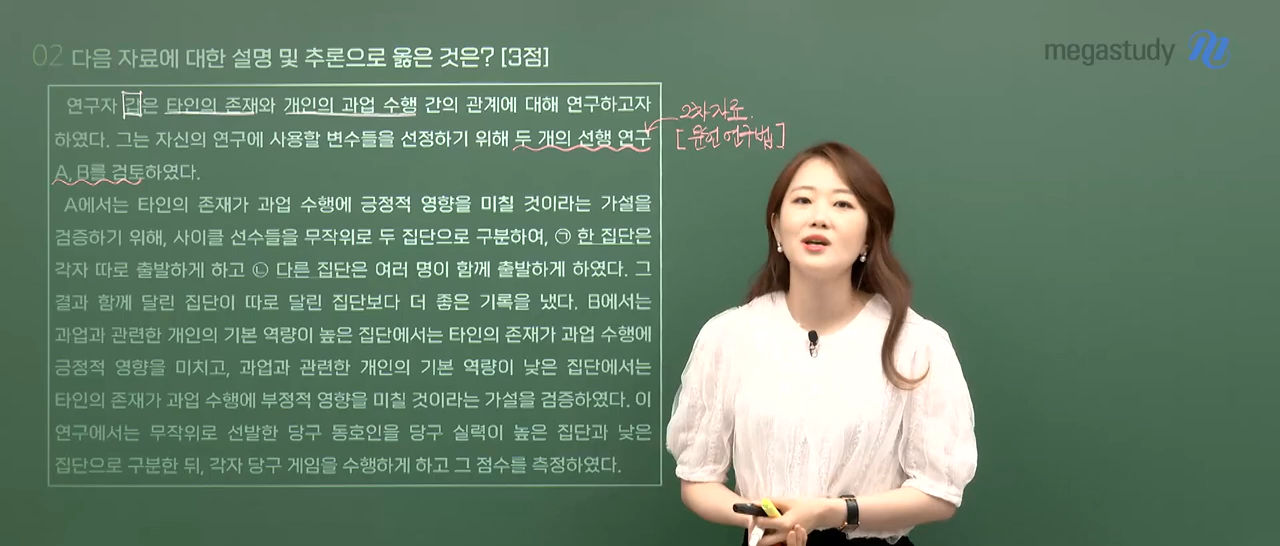 02 다음 자료에 대한 설명 및 추론으로 옳은 것은? [3점]
megastudy
연구자 갑은 타인의 존재와 개인의 과업 수행 간의 관계에 대해 연구하고자
하였다. 그는 자신의 연구에 사용할 변수들을 선정하기 위해 두 개의 선행 연구
A, B를 검토하였다.
2차 자료.
[문헌 연구법]
A에서는 타인의 존재가 과업 수행에 긍정적 영향을 미칠 것이라는 가설을
검증하기 위해, 사이클 선수들을 무작위로 두 집단으로 구분하여, ㉠ 한 집단은
각자 따로 출발하게 하고 ㉡ 다른 집단은 여러 명이 함께 출발하게 하였다. 그
결과 함께 달린 집단이 따로 달린 집단보다 더 좋은 기록을 냈다. B에서는
과업과 관련한 개인의 기본 역량이 높은 집단에서는 타인의 존재가 과업 수행에
긍정적 영향을 미치고, 과업과 관련한 개인의 기본 역량이 낮은 집단에서는
타인의 존재가 과업 수행에 부정적 영향을 미칠 것이라는 가설을 검증하였다. 이
연구에서는 무작위로 선발한 당구 동호인을 당구 실력이 높은 집단과 낮은
집단으로 구분한 뒤, 각자 당구 게임을 수행하게 하고 그 점수를 측정하였다.